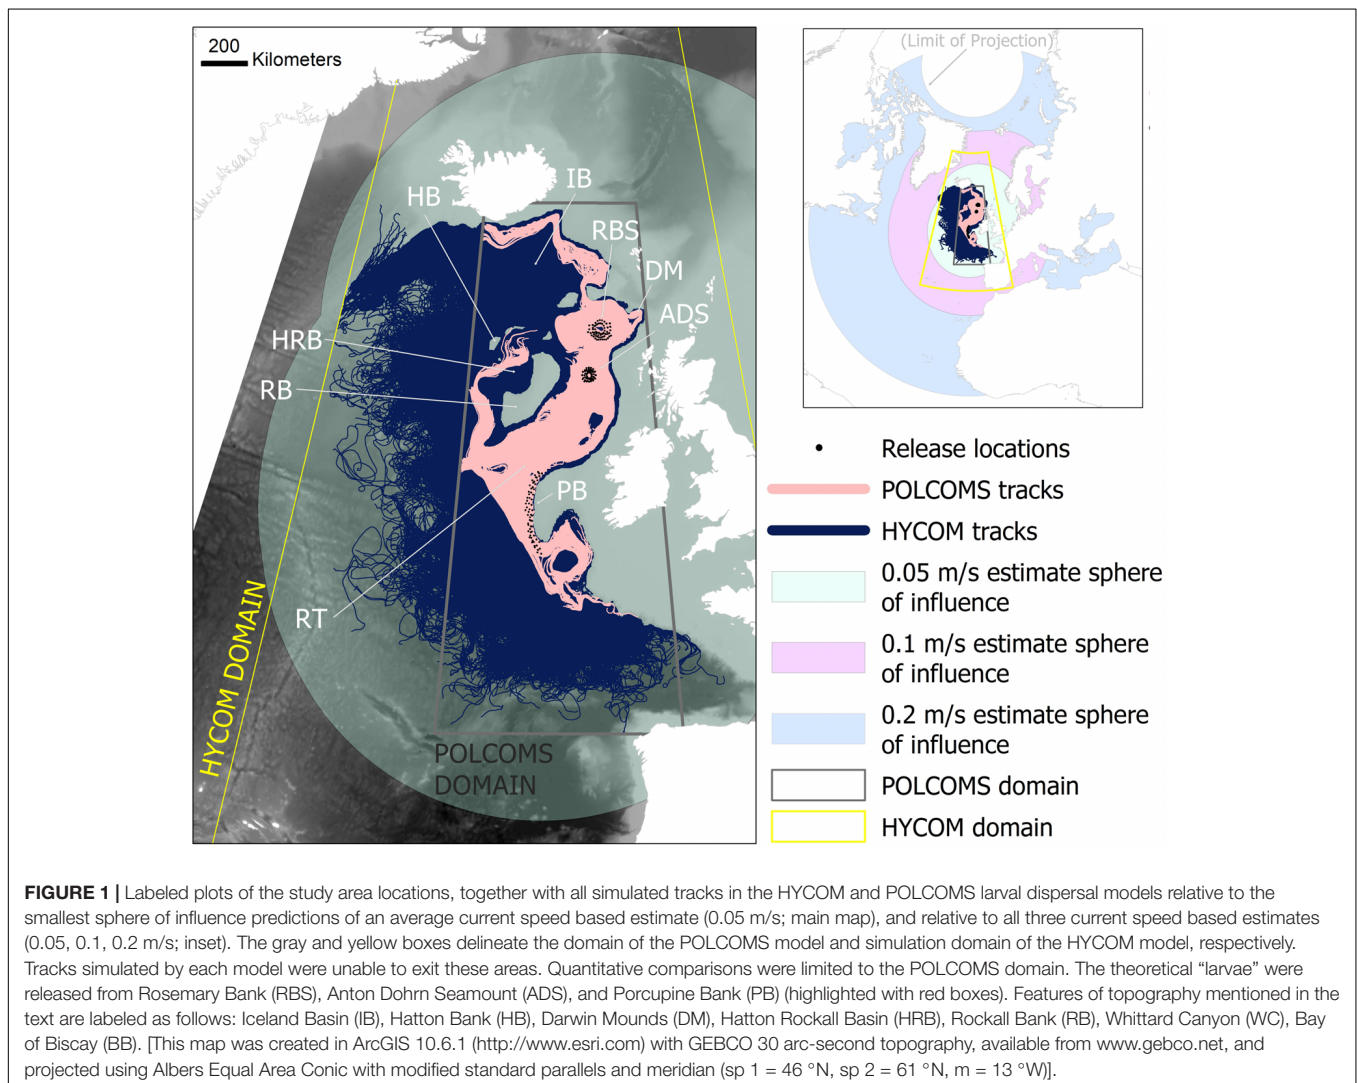 200
Kilometers
(Limit of Projection)
IB
HB
RBS
DM
ADS
HRB
RB
PB
RT
HYCOM DOMAIN
POLCOMS
DOMAIN
Release locations
POLCOMS tracks
HYCOM tracks
0.05 m/s estimate sphere
of influence
0.1 m/s estimate sphere
of influence
0.2 m/s estimate sphere
of influence
POLCOMS domain
HYCOM domain
FIGURE 1 | Labeled plots of the study area locations, together with all simulated tracks in the HYCOM and POLCOMS larval dispersal models relative to the
smallest sphere of influence predictions of an average current speed based estimate (0.05 m/s; main map), and relative to all three current speed based estimates
(0.05, 0.1, 0.2 m/s; inset). The gray and yellow boxes delineate the domain of the POLCOMS model and simulation domain of the HYCOM model, respectively.
Tracks simulated by each model were unable to exit these areas. Quantitative comparisons were limited to the POLCOMS domain. The theoretical “larvae” were
released from Rosemary Bank (RBS), Anton Dohrn Seamount (ADS), and Porcupine Bank (PB) (highlighted with red boxes). Features of topography mentioned in the
text are labeled as follows: Iceland Basin (IB), Hatton Bank (HB), Darwin Mounds (DM), Hatton Rockall Basin (HRB), Rockall Bank (RB), Whittard Canyon (WC), Bay
of Biscay (BB). [This map was created in ArcGIS 10.6.1 (http://www.esri.com) with GEBCO 30 arc-second topography, available from www.gebco.net, and
projected using Albers Equal Area Conic with modified standard parallels and meridian (sp 1 = 46 °N, sp 2 = 61 °N, m = 13 °W)].